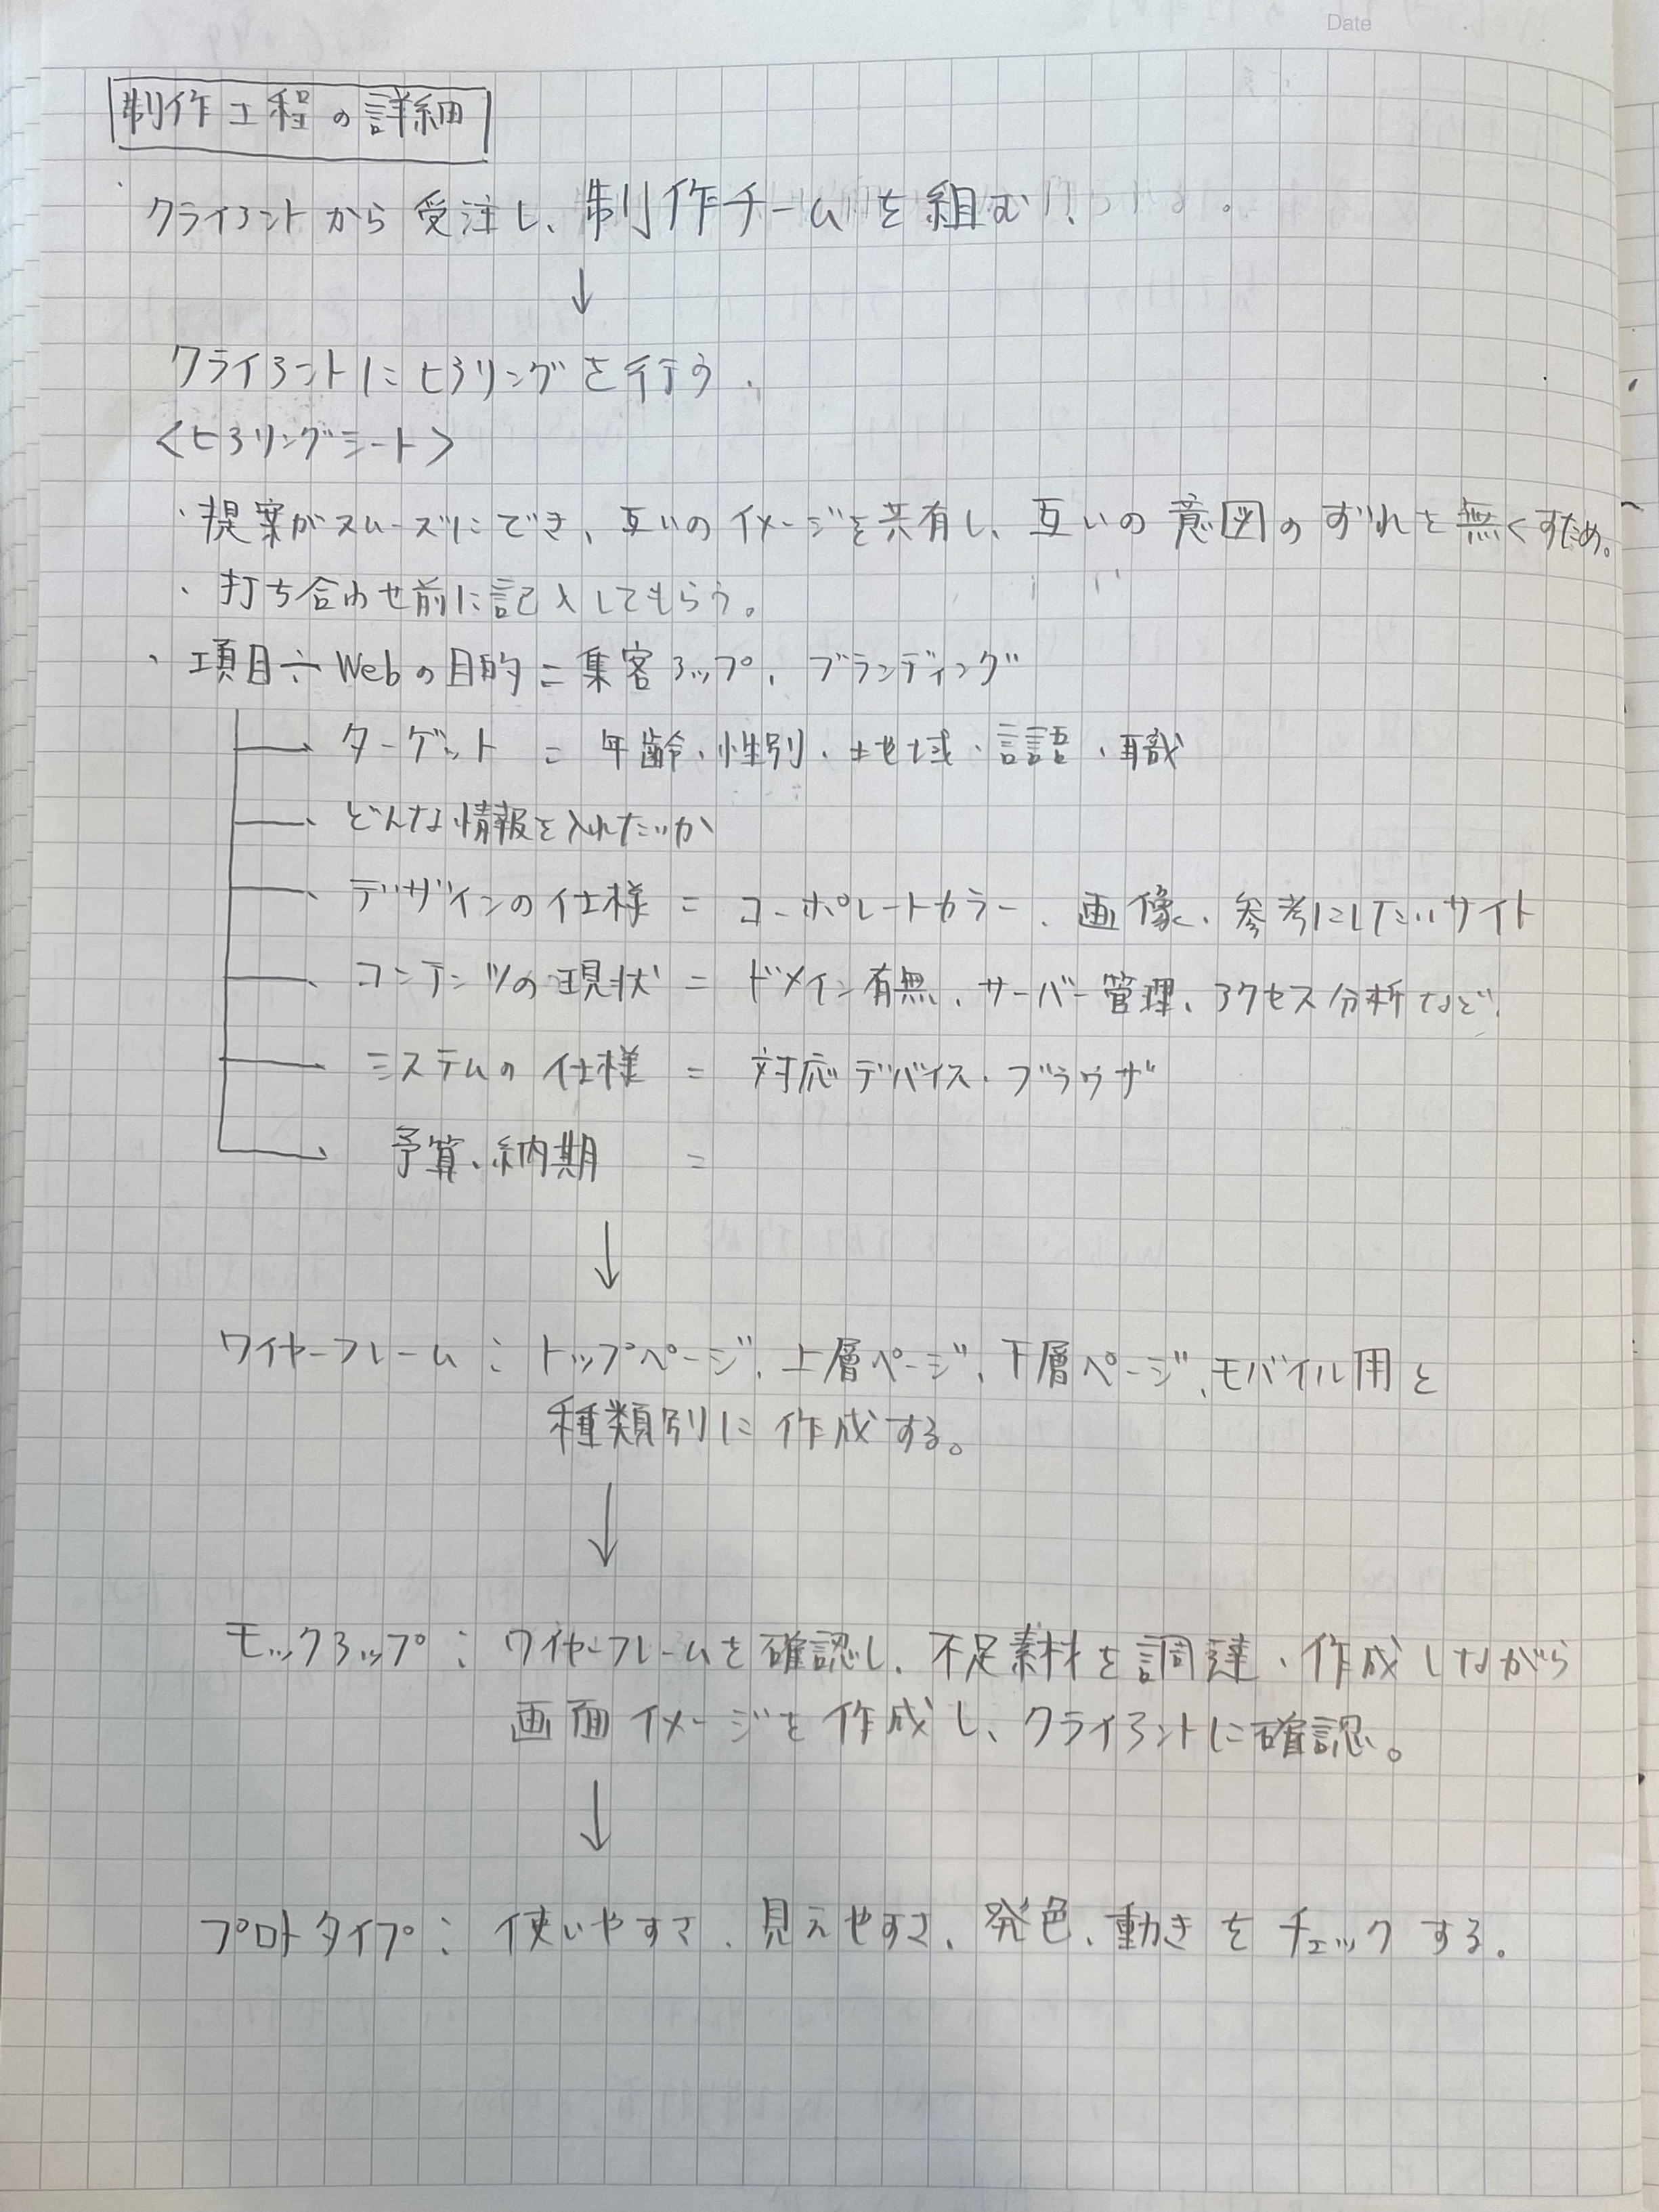 Date
制作工程の詳細
クライアントから受注し、制作チームを組む。
↓
クライアントにヒアリングを行う。
<ヒアリングシート>
・提案がスムーズにでき、互いのイメージを共有し、互いの意図のずれを無くすため。
・打ち合わせ前に記入してもらう。
・項目÷Webの目的=集客アップ、ブランディング
ターゲット = 年齢・性別・地域・言語・職
どんな情報を入れたいか
デザインの仕様 = コーポレートカラー、画像、参考にしたいサイト
コンテンツの現状 = ドメイン有無、サーバー管理、アクセス分析など
システムの仕様 = 対応デバイス・ブラウザ
予算、納期 =
↓
ワイヤーフレーム:トップページ、上層ページ、下層ページ、モバイル用と
種類別に作成する。
↓
モックアップ:ワイヤーフレームを確認し、不足素材を調達、作成しながら
画面イメージを作成し、クライアントに確認。
↓
プロトタイプ:使いやすさ、見えやすさ、発色、動きをチェックする。